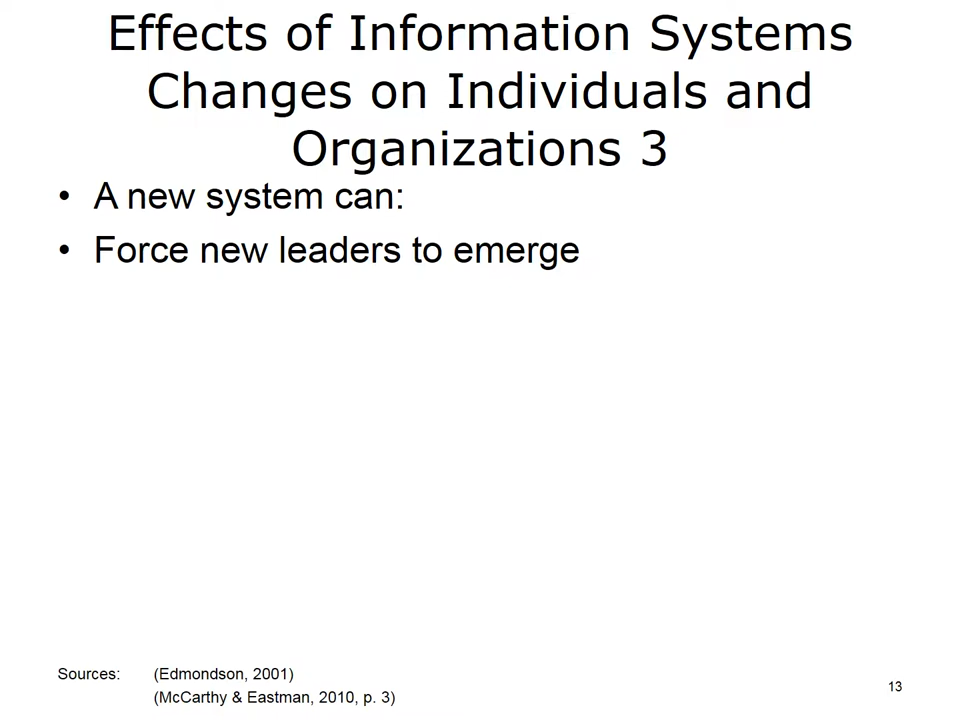 Effects of Information Systems
Changes on Individuals and
Organizations 3
• A new system can:
• Force new leaders to emerge
Sources: (Edmondson, 2001)
(McCarthy & Eastman, 2010, p. 3)
13